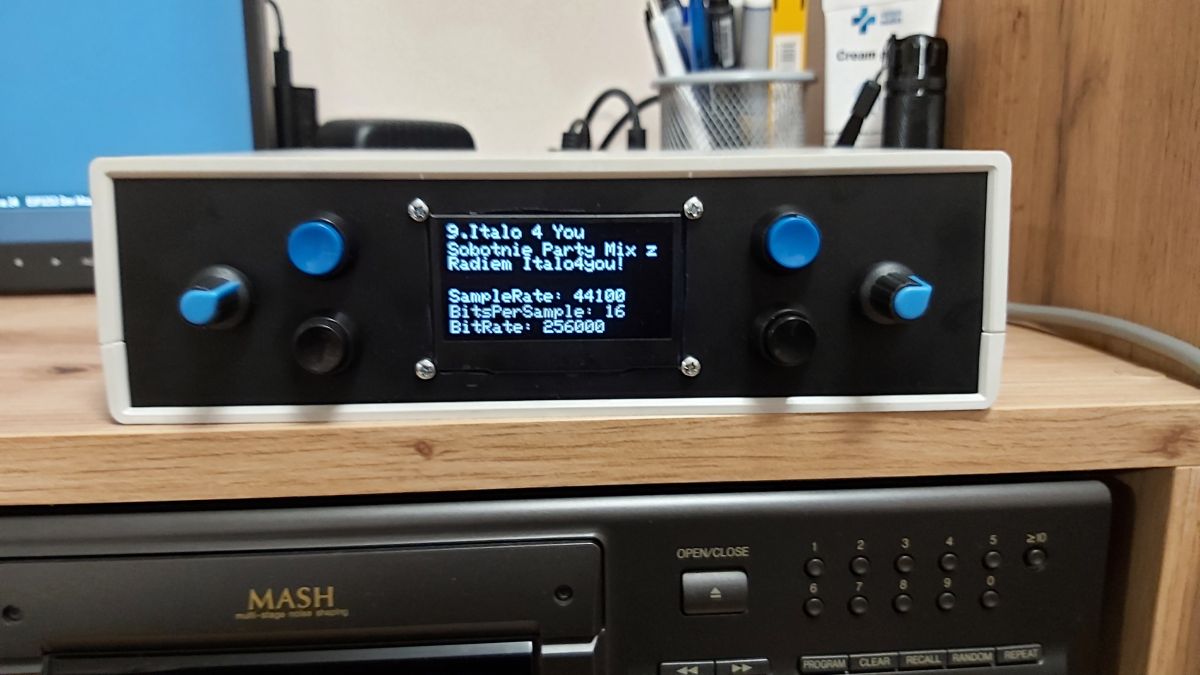 Cream
9.Italo 4 You
Sobotnie Party Mix z
Radiem Italo4you!
SampleRate: 44100
BitsPerSample: 16
BitRate: 256000
OPEN/CLOSE
1 2 3 4 5 ≥10
6 7 8 9 0
MASH
multi-stage noise shaping
PROGRAM CLEAR RECALL RANDOM REPEAT